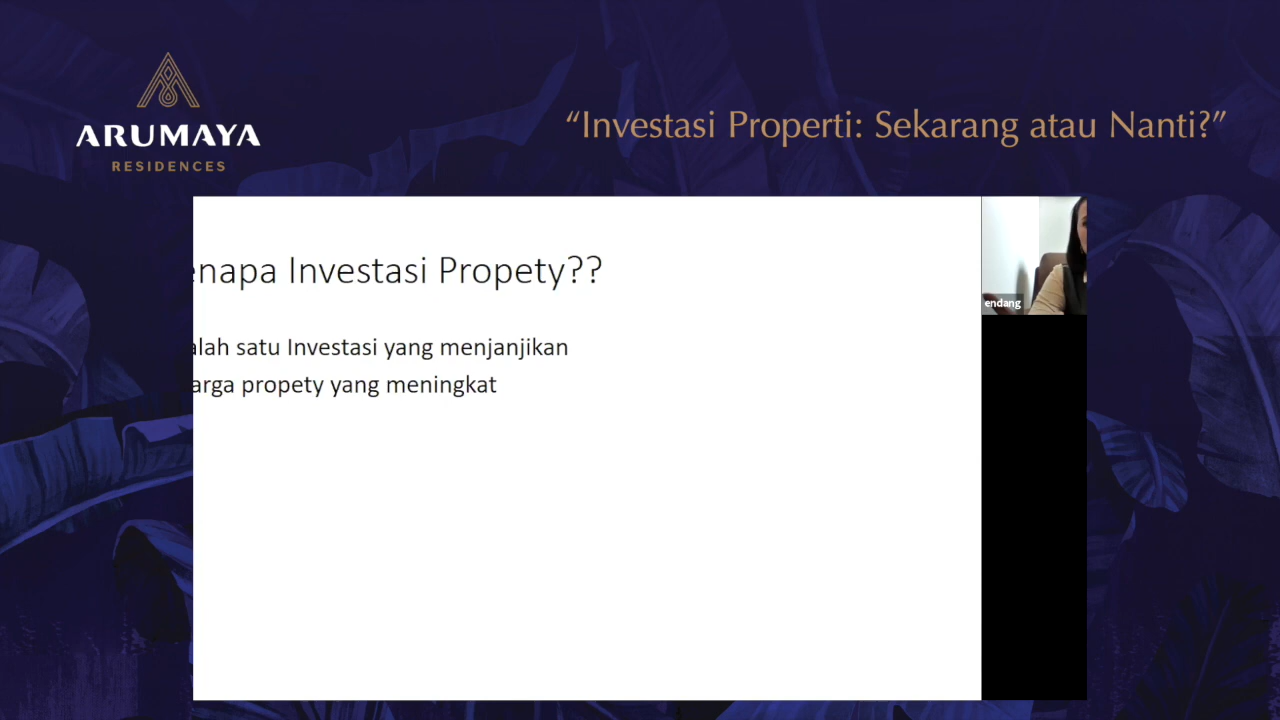 ARUMAYA
RESIDENCES
“Investasi Properti: Sekarang atau Nanti?”
enapa Investasi Propety??
alah satu Investasi yang menjanjikan
arga propety yang meningkat
endang